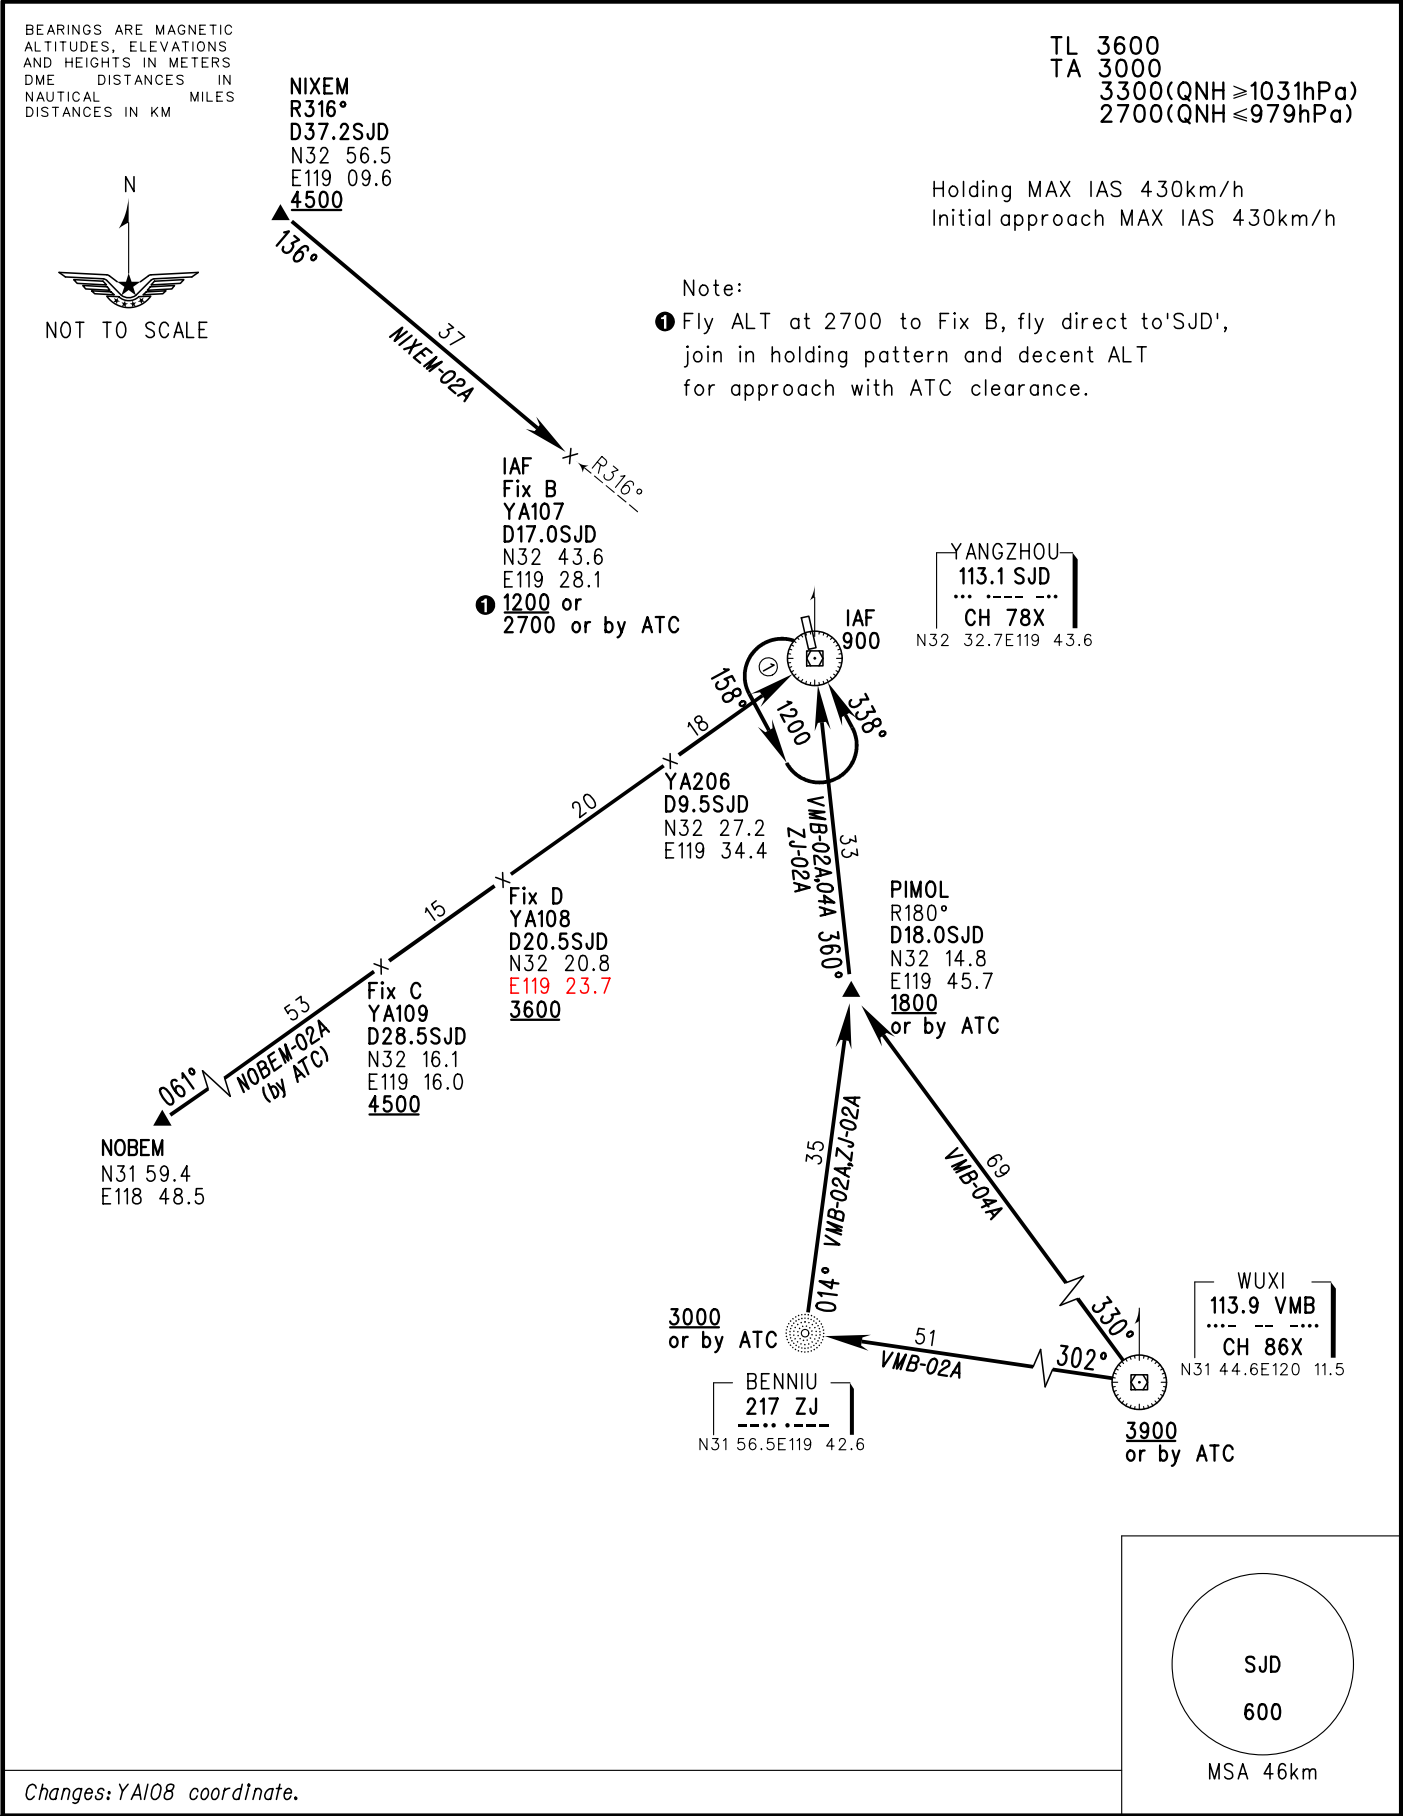 BEARINGS ARE MAGNETIC
ALTITUDES, ELEVATIONS
AND HEIGHTS IN METERS
DME DISTANCES IN
NAUTICAL MILES
DISTANCES IN KM
TL 3600
TA 3000
3300(QNH ≥1031hPa)
2700(QNH ≤979hPa)
NIXEM
R316°
D37.2SJD
N32 56.5
E119 09.6
4500
N
NOT TO SCALE
Holding MAX IAS 430km/h
Initial approach MAX IAS 430km/h
Note:
❶ Fly ALT at 2700 to Fix B, fly direct to'SJD',
join in holding pattern and decent ALT
for approach with ATC clearance.
136°
37
NIXEM-02A
R316°
IAF
Fix B
YA107
D17.0SJD
N32 43.6
E119 28.1
❶ 1200 or
2700 or by ATC
YANGZHOU
113.1 SJD
CH 78X
N32 32.7E119 43.6
IAF
900
①
158°
1200
338°
18
YA206
D9.5SJD
N32 27.2
E119 34.4
20
VMB-02A,04A
ZJ-02A
33
360°
Fix D
YA108
D20.5SJD
N32 20.8
E119 23.7
3600
15
PIMOL
R180°
D18.0SJD
N32 14.8
E119 45.7
1800
or by ATC
Fix C
YA109
D28.5SJD
N32 16.1
E119 16.0
4500
53
NOBEM-02A
(by ATC)
061°
NOBEM
N31 59.4
E118 48.5
35
VMB-02A,ZJ-02A
014°
69
VMB-04A
330°
3000
or by ATC
BENNIU
217 ZJ
N31 56.5E119 42.6
51
VMB-02A
302°
WUXI
113.9 VMB
CH 86X
N31 44.6E120 11.5
3900
or by ATC
SJD
600
MSA 46km
Changes: YA108 coordinate.